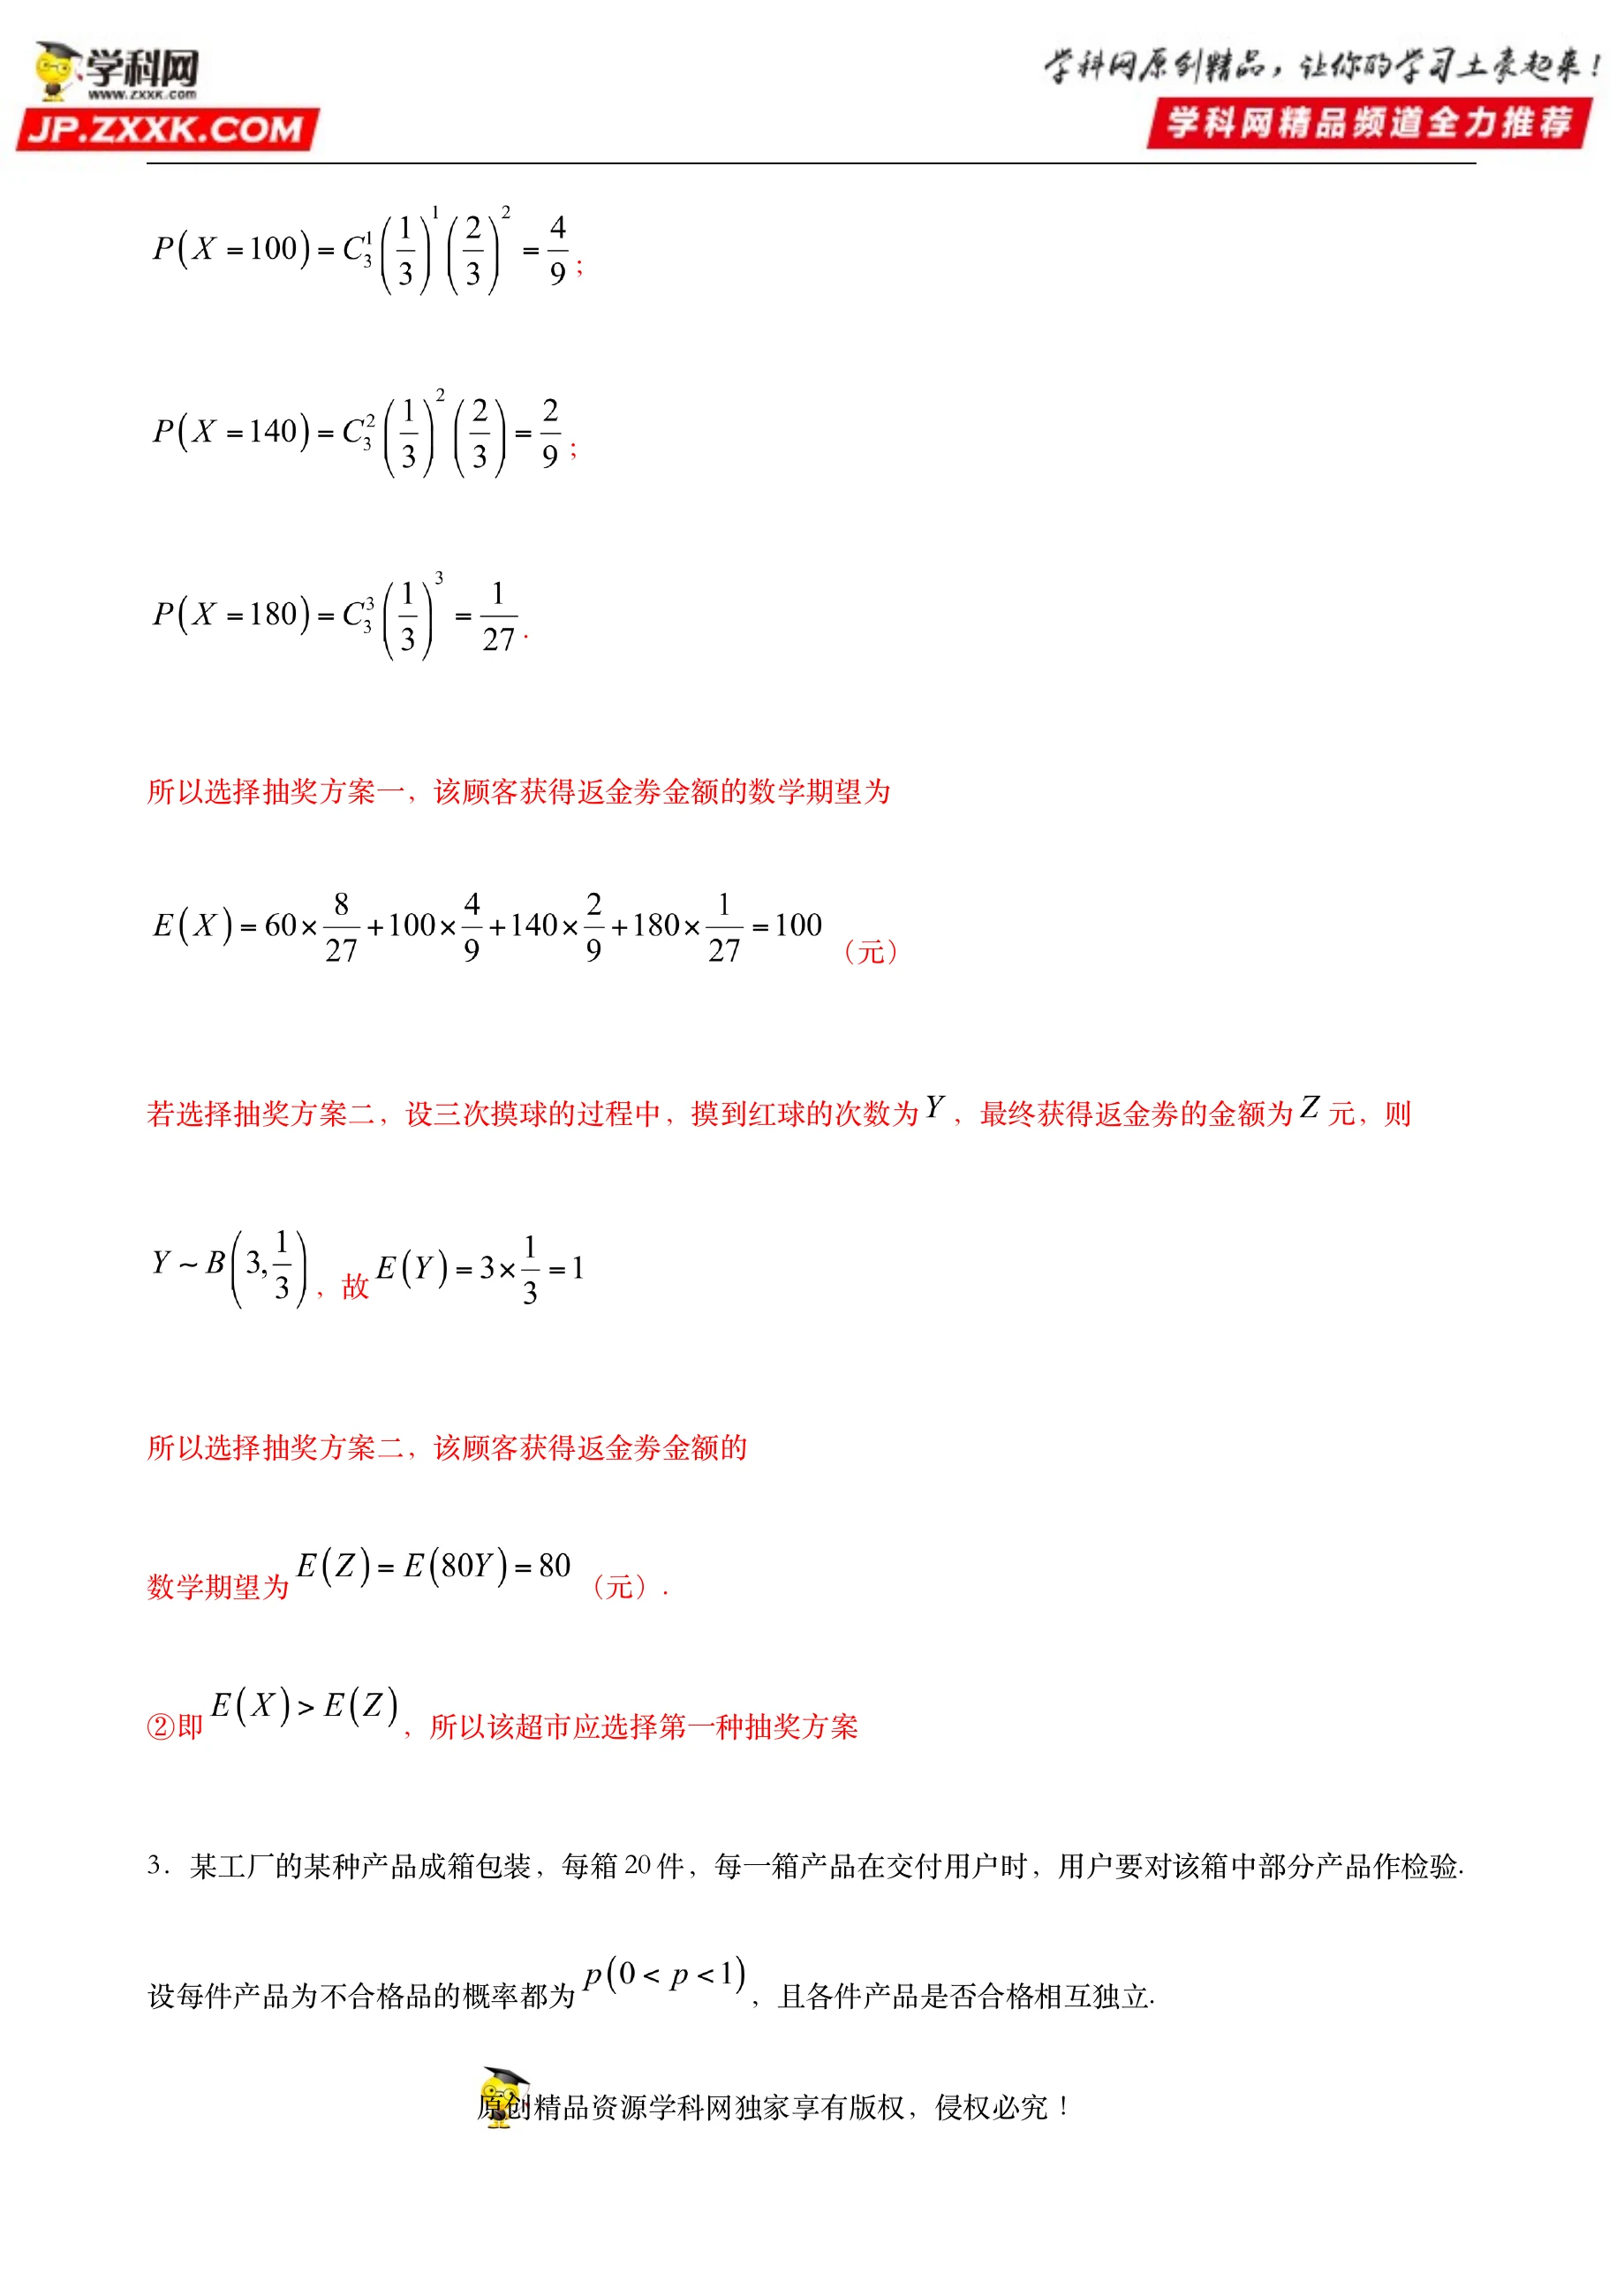 学科网
www.zxxk.com
JP.ZXXK.COM
学科网原创精品，让你的学习土豪起来！
学科网精品频道全力推荐
P(X=100)=C₃¹(1/3)¹(2/3)²=4/9；
P(X=140)=C₃²(1/3)²(2/3)=2/9；
P(X=180)=C₃³(1/3)³=1/27.
所以选择抽奖方案一，该顾客获得返金劵金额的数学期望为
E(X)=60×8/27+100×4/9+140×2/9+180×1/27=100（元）
若选择抽奖方案二，设三次摸球的过程中，摸到红球的次数为Y，最终获得返金劵的金额为Z元，则
Y~B(3,1/3)，故E(Y)=3×1/3=1
所以选择抽奖方案二，该顾客获得返金劵金额的
数学期望为E(Z)=E(80Y)=80（元）.
②即E(X)>E(Z)，所以该超市应选择第一种抽奖方案
3．某工厂的某种产品成箱包装，每箱20件，每一箱产品在交付用户时，用户要对该箱中部分产品作检验.
设每件产品为不合格品的概率都为p(0<p<1)，且各件产品是否合格相互独立.
原创精品资源学科网独家享有版权，侵权必究！